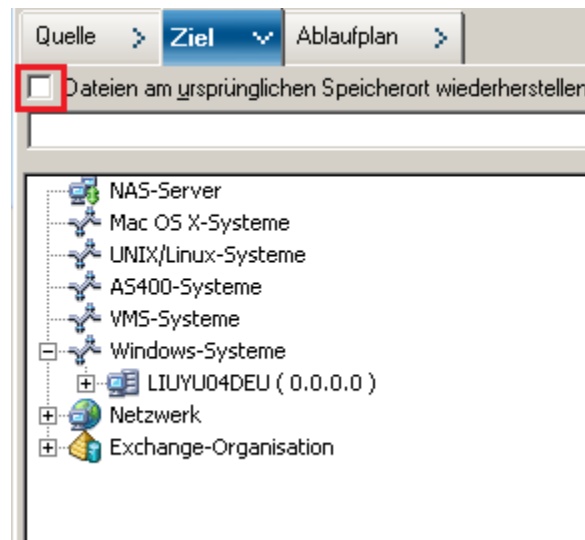 Quelle > Ziel Ablaufplan >
Dateien am ursprünglichen Speicherort wiederherstellen
NAS-Server
Mac OS X-Systeme
UNIX/Linux-Systeme
AS400-Systeme
VMS-Systeme
Windows-Systeme
LIUYU04DEU ( 0.0.0.0 )
Netzwerk
Exchange-Organisation